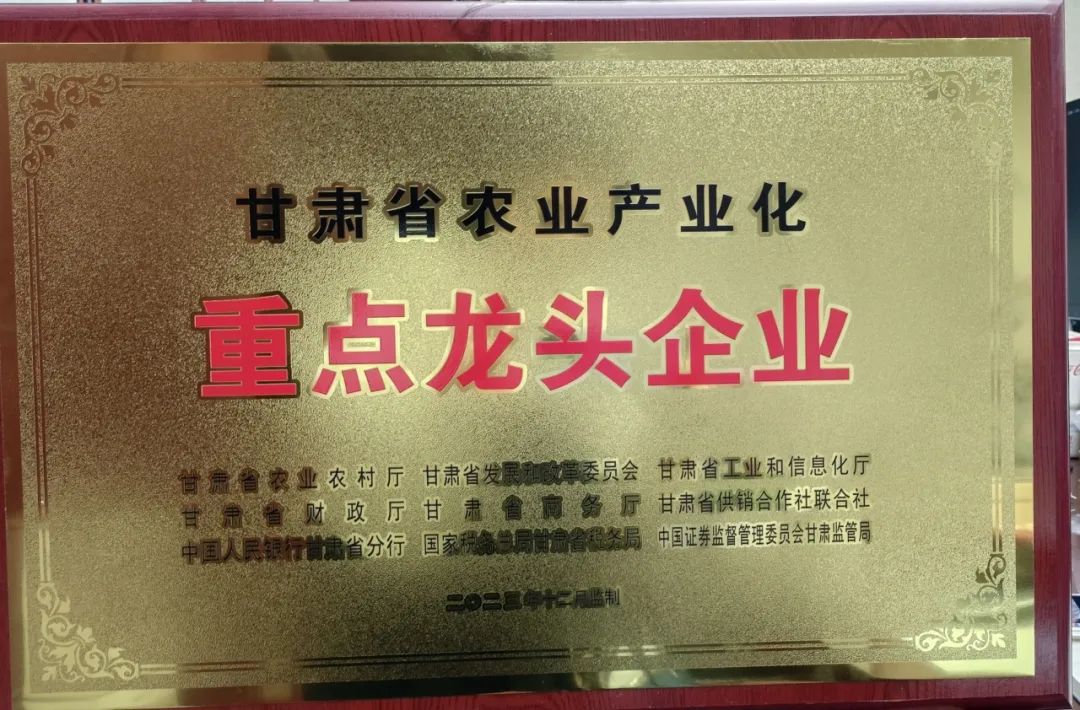 甘肃省农业产业化
重点龙头企业
甘肃省农业农村厅 甘肃省发展和改革委员会 甘肃省工业和信息化厅
甘肃省财政厅 甘肃省商务厅 甘肃省供销合作社联合社
中国人民银行甘肃省分行 国家税务总局甘肃省税务局 中国证券监督管理委员会甘肃监管局
二〇二三年十二月监制